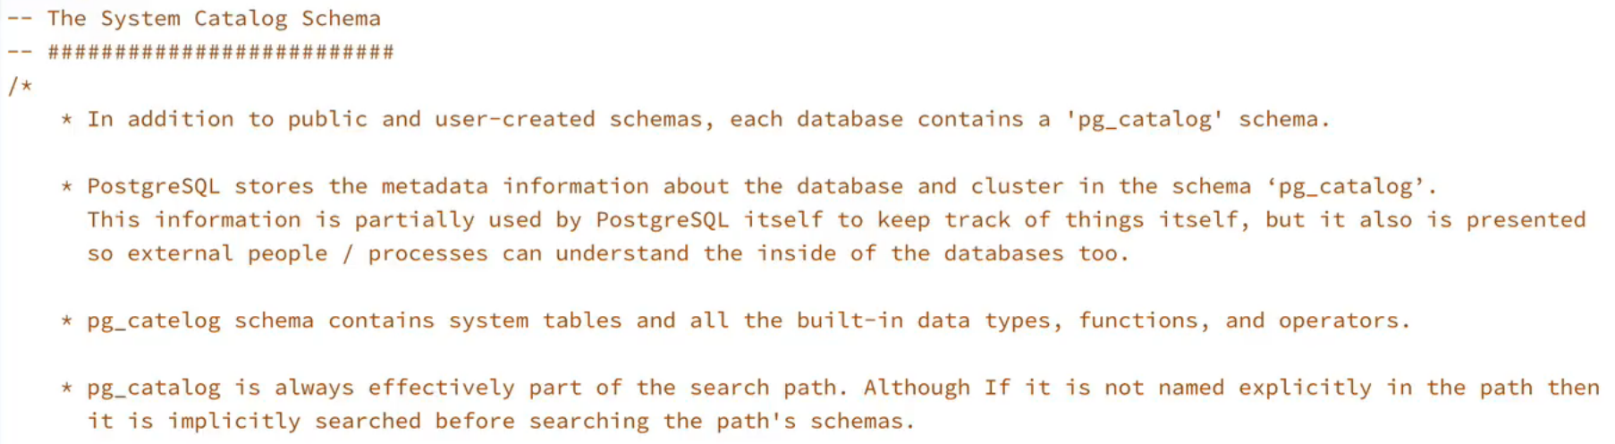 -- The System Catalog Schema
-- ##########################
/*
* In addition to public and user-created schemas, each database contains a 'pg_catalog' schema.
* PostgreSQL stores the metadata information about the database and cluster in the schema ‘pg_catalog’.
This information is partially used by PostgreSQL itself to keep track of things itself, but it also is presented
so external people / processes can understand the inside of the databases too.
* pg_catelog schema contains system tables and all the built-in data types, functions, and operators.
* pg_catalog is always effectively part of the search path. Although If it is not named explicitly in the path then
it is implicitly searched before searching the path's schemas.